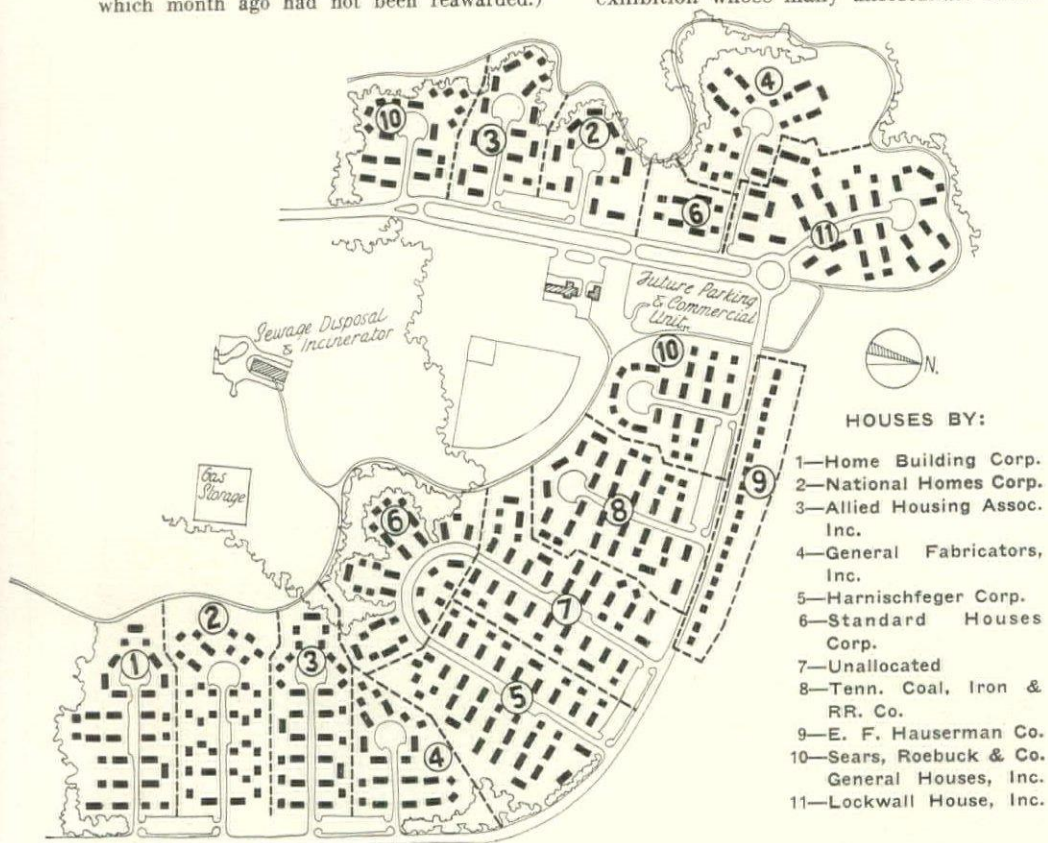 which month ago had not been reawarded.)
exhibition whose many
10
3
2
4
6
11
Future Parking
& Commercial
Unit
Sewage Disposal
& Incinerator
10
N.
Gas
Storage
9
8
6
7
5
1
2
3
4
HOUSES BY:
1—Home Building Corp.
2—National Homes Corp.
3—Allied Housing Assoc.
Inc.
4—General Fabricators,
Inc.
5—Harnischfeger Corp.
6—Standard Houses
Corp.
7—Unallocated
8—Tenn. Coal, Iron &
RR. Co.
9—E. F. Hauserman Co.
10—Sears, Roebuck & Co.
General Houses, Inc.
11—Lockwall House, Inc.